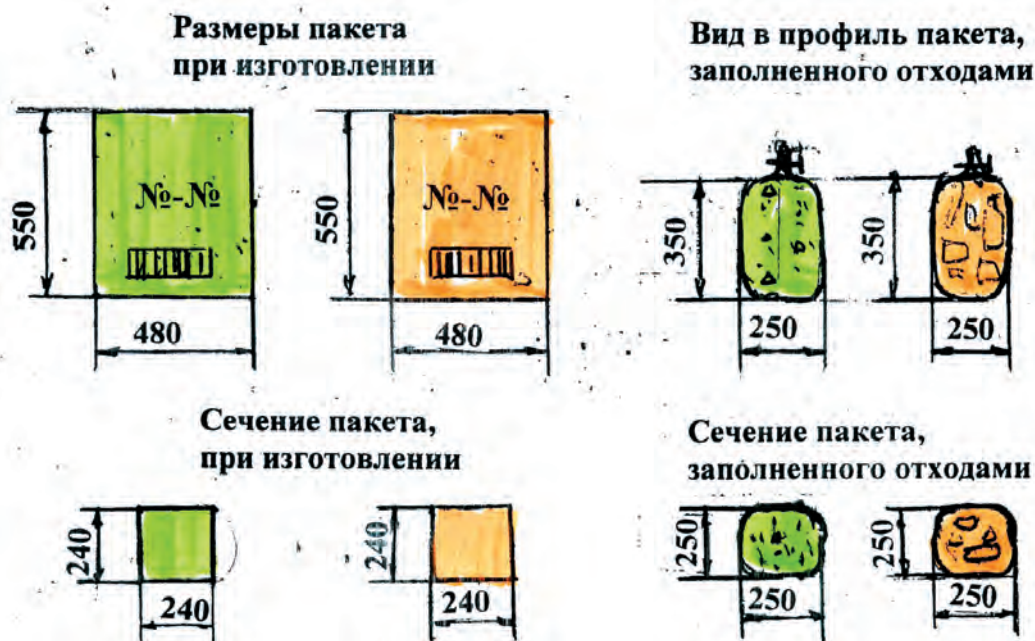 Размеры пакета
при изготовлении
550
№-№
480
550
№-№
480
Вид в профиль пакета,
заполненного отходами
350
250
350
250
Сечение пакета,
при изготовлении
240
240
240
240
Сечение пакета,
заполненного отходами
250
250
250
250